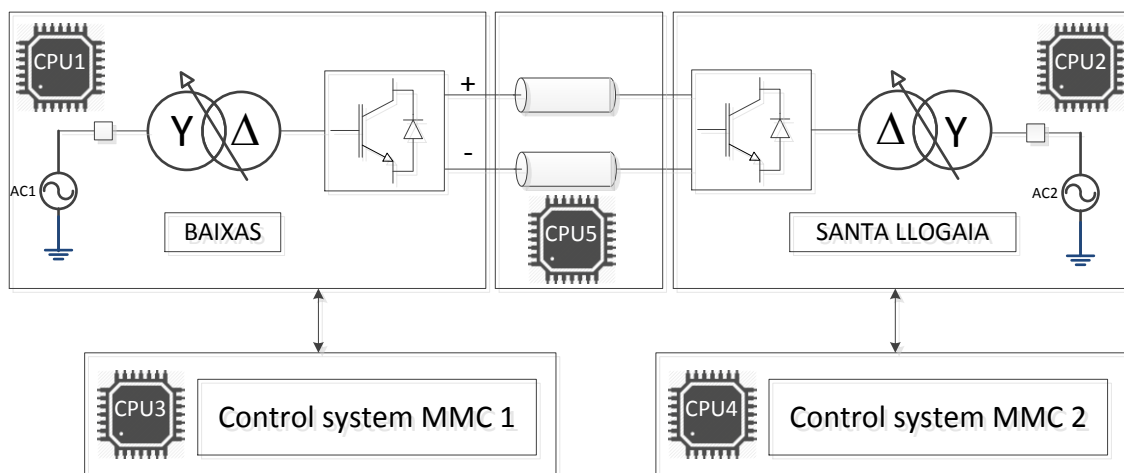 CPU1
CPU2
+
Y
Δ
Δ
Y
-
AC1
AC2
BAIXAS
CPU5
SANTA LLOGAIA
CPU3
Control system MMC 1
CPU4
Control system MMC 2